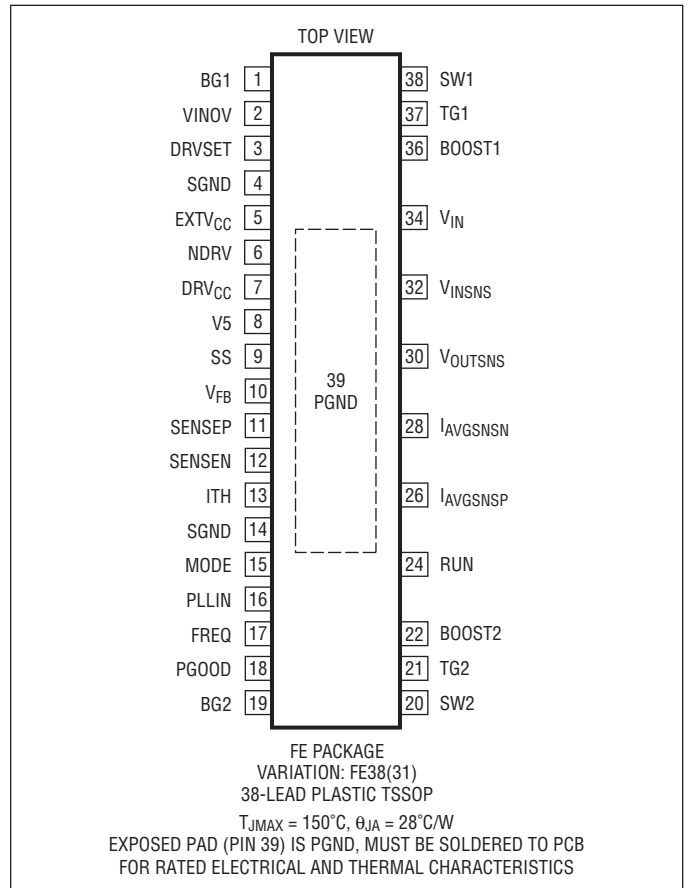 TOP VIEW
BG1 1
VINOV 2
DRVSET 3
SGND 4
EXTVCC 5
NDRV 6
DRVCC 7
V5 8
SS 9
VFB 10
SENSEP 11
SENSEN 12
ITH 13
SGND 14
MODE 15
PLLIN 16
FREQ 17
PGOOD 18
BG2 19
39
PGND
38 SW1
37 TG1
36 BOOST1
34 VIN
32 VINSNS
30 VOUTSNS
28 IAVGSNSN
26 IAVGSNSP
24 RUN
22 BOOST2
21 TG2
20 SW2
FE PACKAGE
VARIATION: FE38(31)
38-LEAD PLASTIC TSSOP
TJMAX = 150°C, θJA = 28°C/W
EXPOSED PAD (PIN 39) IS PGND, MUST BE SOLDERED TO PCB
FOR RATED ELECTRICAL AND THERMAL CHARACTERISTICS